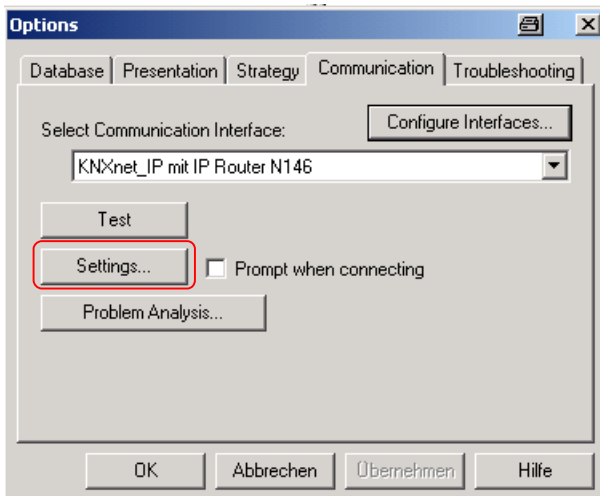 Options
Database Presentation Strategy Communication Troubleshooting
Configure Interfaces...
Select Communication Interface:
KNXnet_IP mit IP Router N146
Test
Settings... Prompt when connecting
Problem Analysis...
OK Abbrechen Übernehmen Hilfe